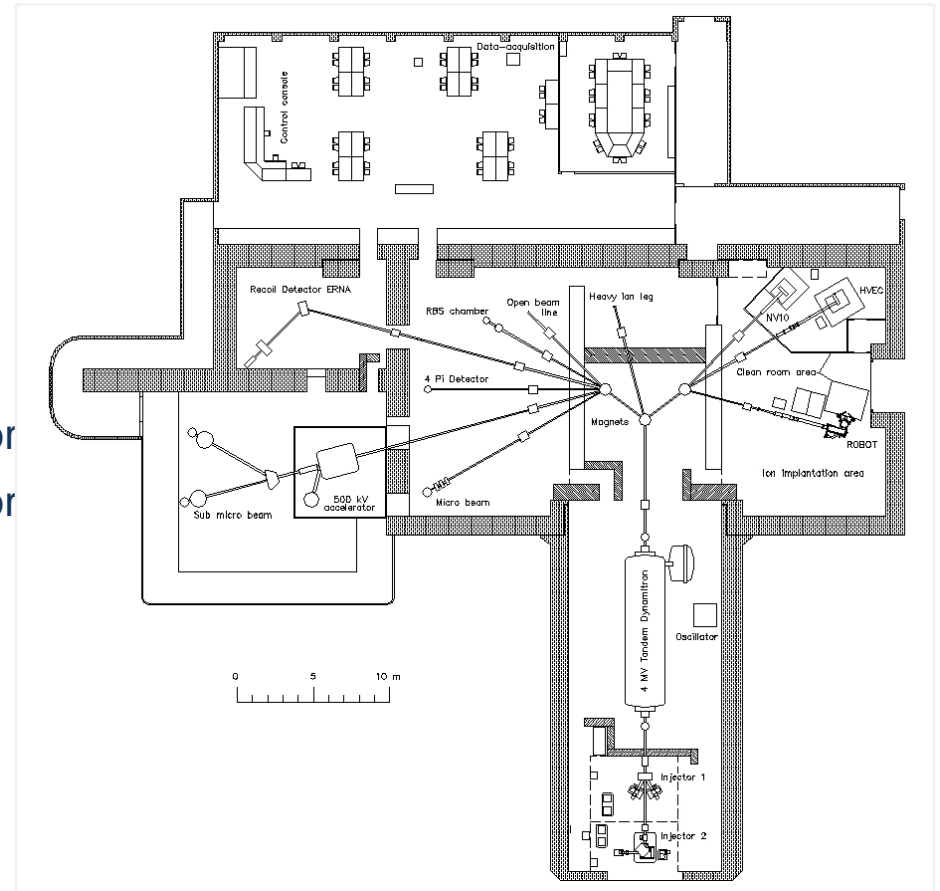 Data-acquisition
Control console
Recoil Detector ERNA
RBS chamber
Open beam
line
Heavy Ion leg
NV10
HVEC
4 Pi Detector
Clean room area
Magnets
ROBOT
or
or
Sub micro beam
500 kV
accelerator
Micro beam
Ion implantation area
4 MV Tandem Dynamitron
Oscillator
0 5 10 m
Injector 1
Injector 2